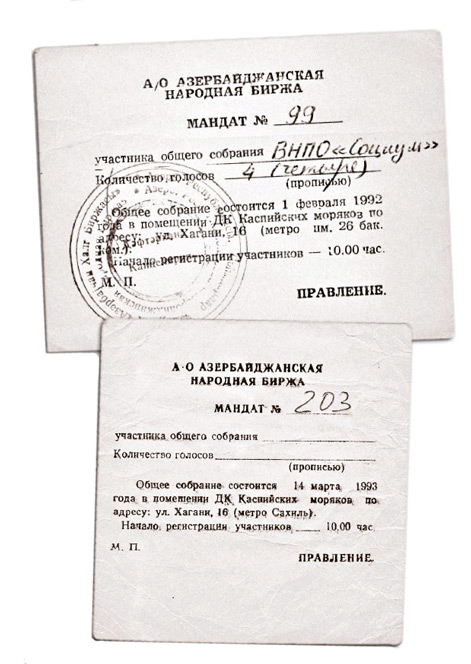 А/О АЗЕРБАЙДЖАНСКАЯ
НАРОДНАЯ БИРЖА
МАНДАТ № 99
участника общего собрания ВНПО «Социум»
Количество голосов 4 (четыре)
(прописью)
Общее собрание состоится 1 февраля 1992
года в помещении ДК Каспийских моряков по
адресу: ул. Хагани, 16 (метро им. 26 бак.
ком.).
Начало регистрации участников — 10.00 час.
М. П.
ПРАВЛЕНИЕ.
А-О АЗЕРБАЙДЖАНСКАЯ
НАРОДНАЯ БИРЖА
МАНДАТ № 203
участника общего собрания
Количество голосов
(прописью)
Общее собрание состоится 14 марта 1993
года в помещении ДК Каспийских моряков по
адресу: ул. Хагани, 16 (метро Сахиль).
Начало регистрации участников 10,00 час.
М. П.
ПРАВЛЕНИЕ.